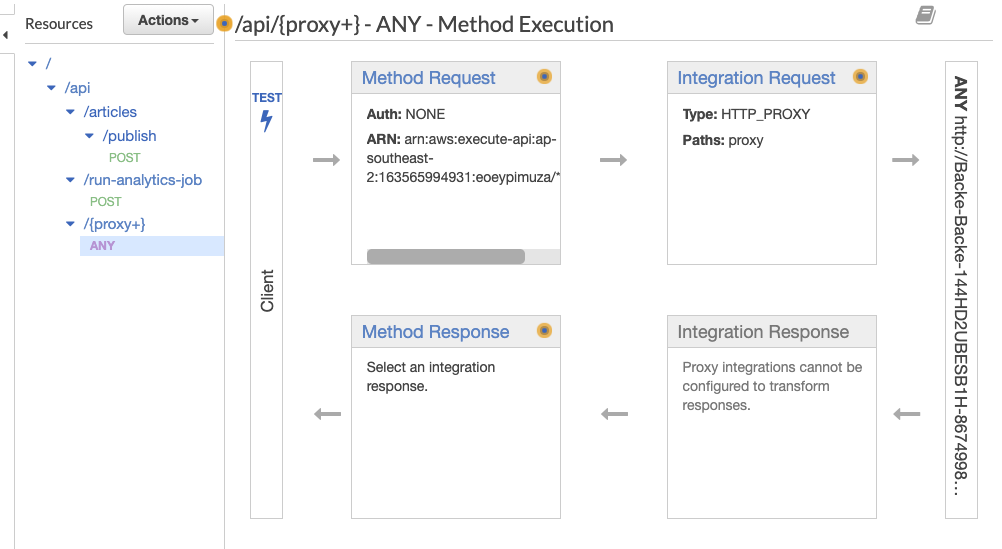 Resources
Actions
/api/{proxy+} - ANY - Method Execution
/
/api
/articles
/publish
POST
/run-analytics-job
POST
/{proxy+}
ANY
TEST
Client
Method Request
Auth: NONE
ARN: arn:aws:execute-api:ap-
southeast-
2:163565994931:eoeypimuza/*
Integration Request
Type: HTTP_PROXY
Paths: proxy
Method Response
Select an integration
response.
Integration Response
Proxy integrations cannot be
configured to transform
responses.
ANY http://Backe-Backe-144HD2UBESB1H-8674998...